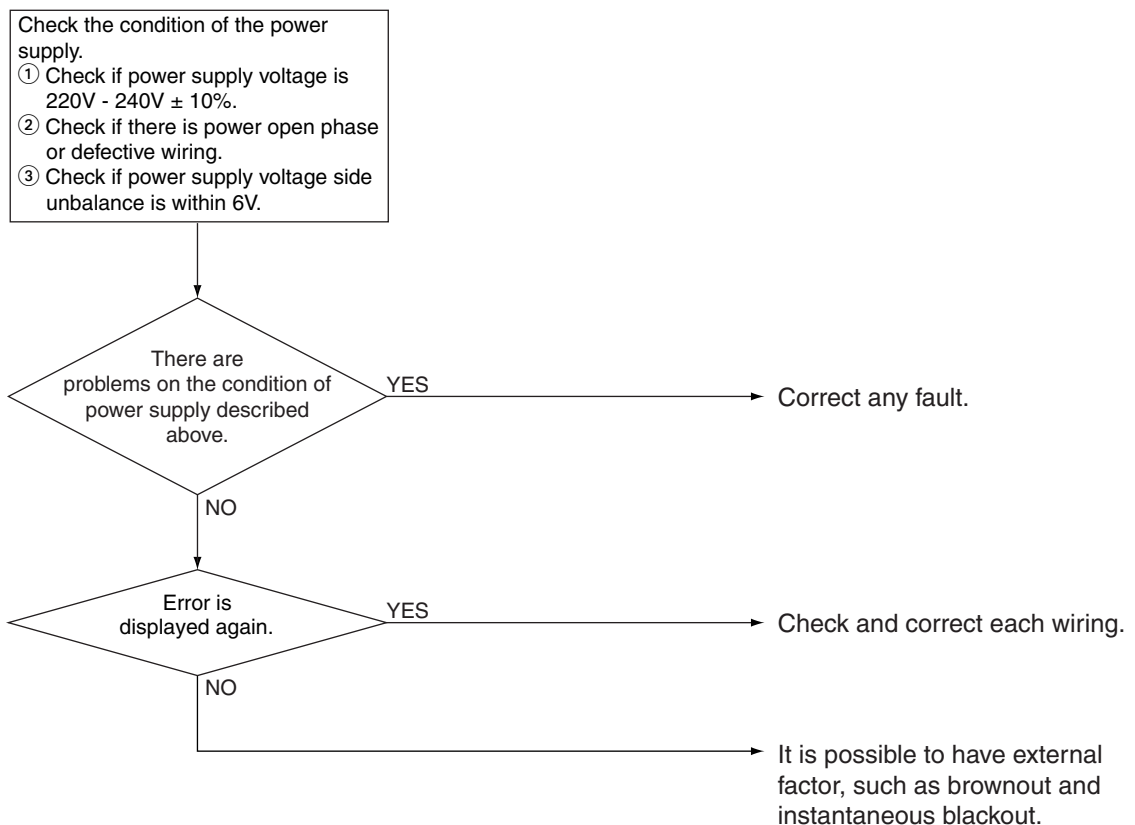 Check the condition of the power
supply.
① Check if power supply voltage is
220V - 240V ± 10%.
② Check if there is power open phase
or defective wiring.
③ Check if power supply voltage side
unbalance is within 6V.
There are
problems on the condition of
power supply described
above.
YES
Correct any fault.
NO
Error is
displayed again.
YES
Check and correct each wiring.
NO
It is possible to have external
factor, such as brownout and
instantaneous blackout.